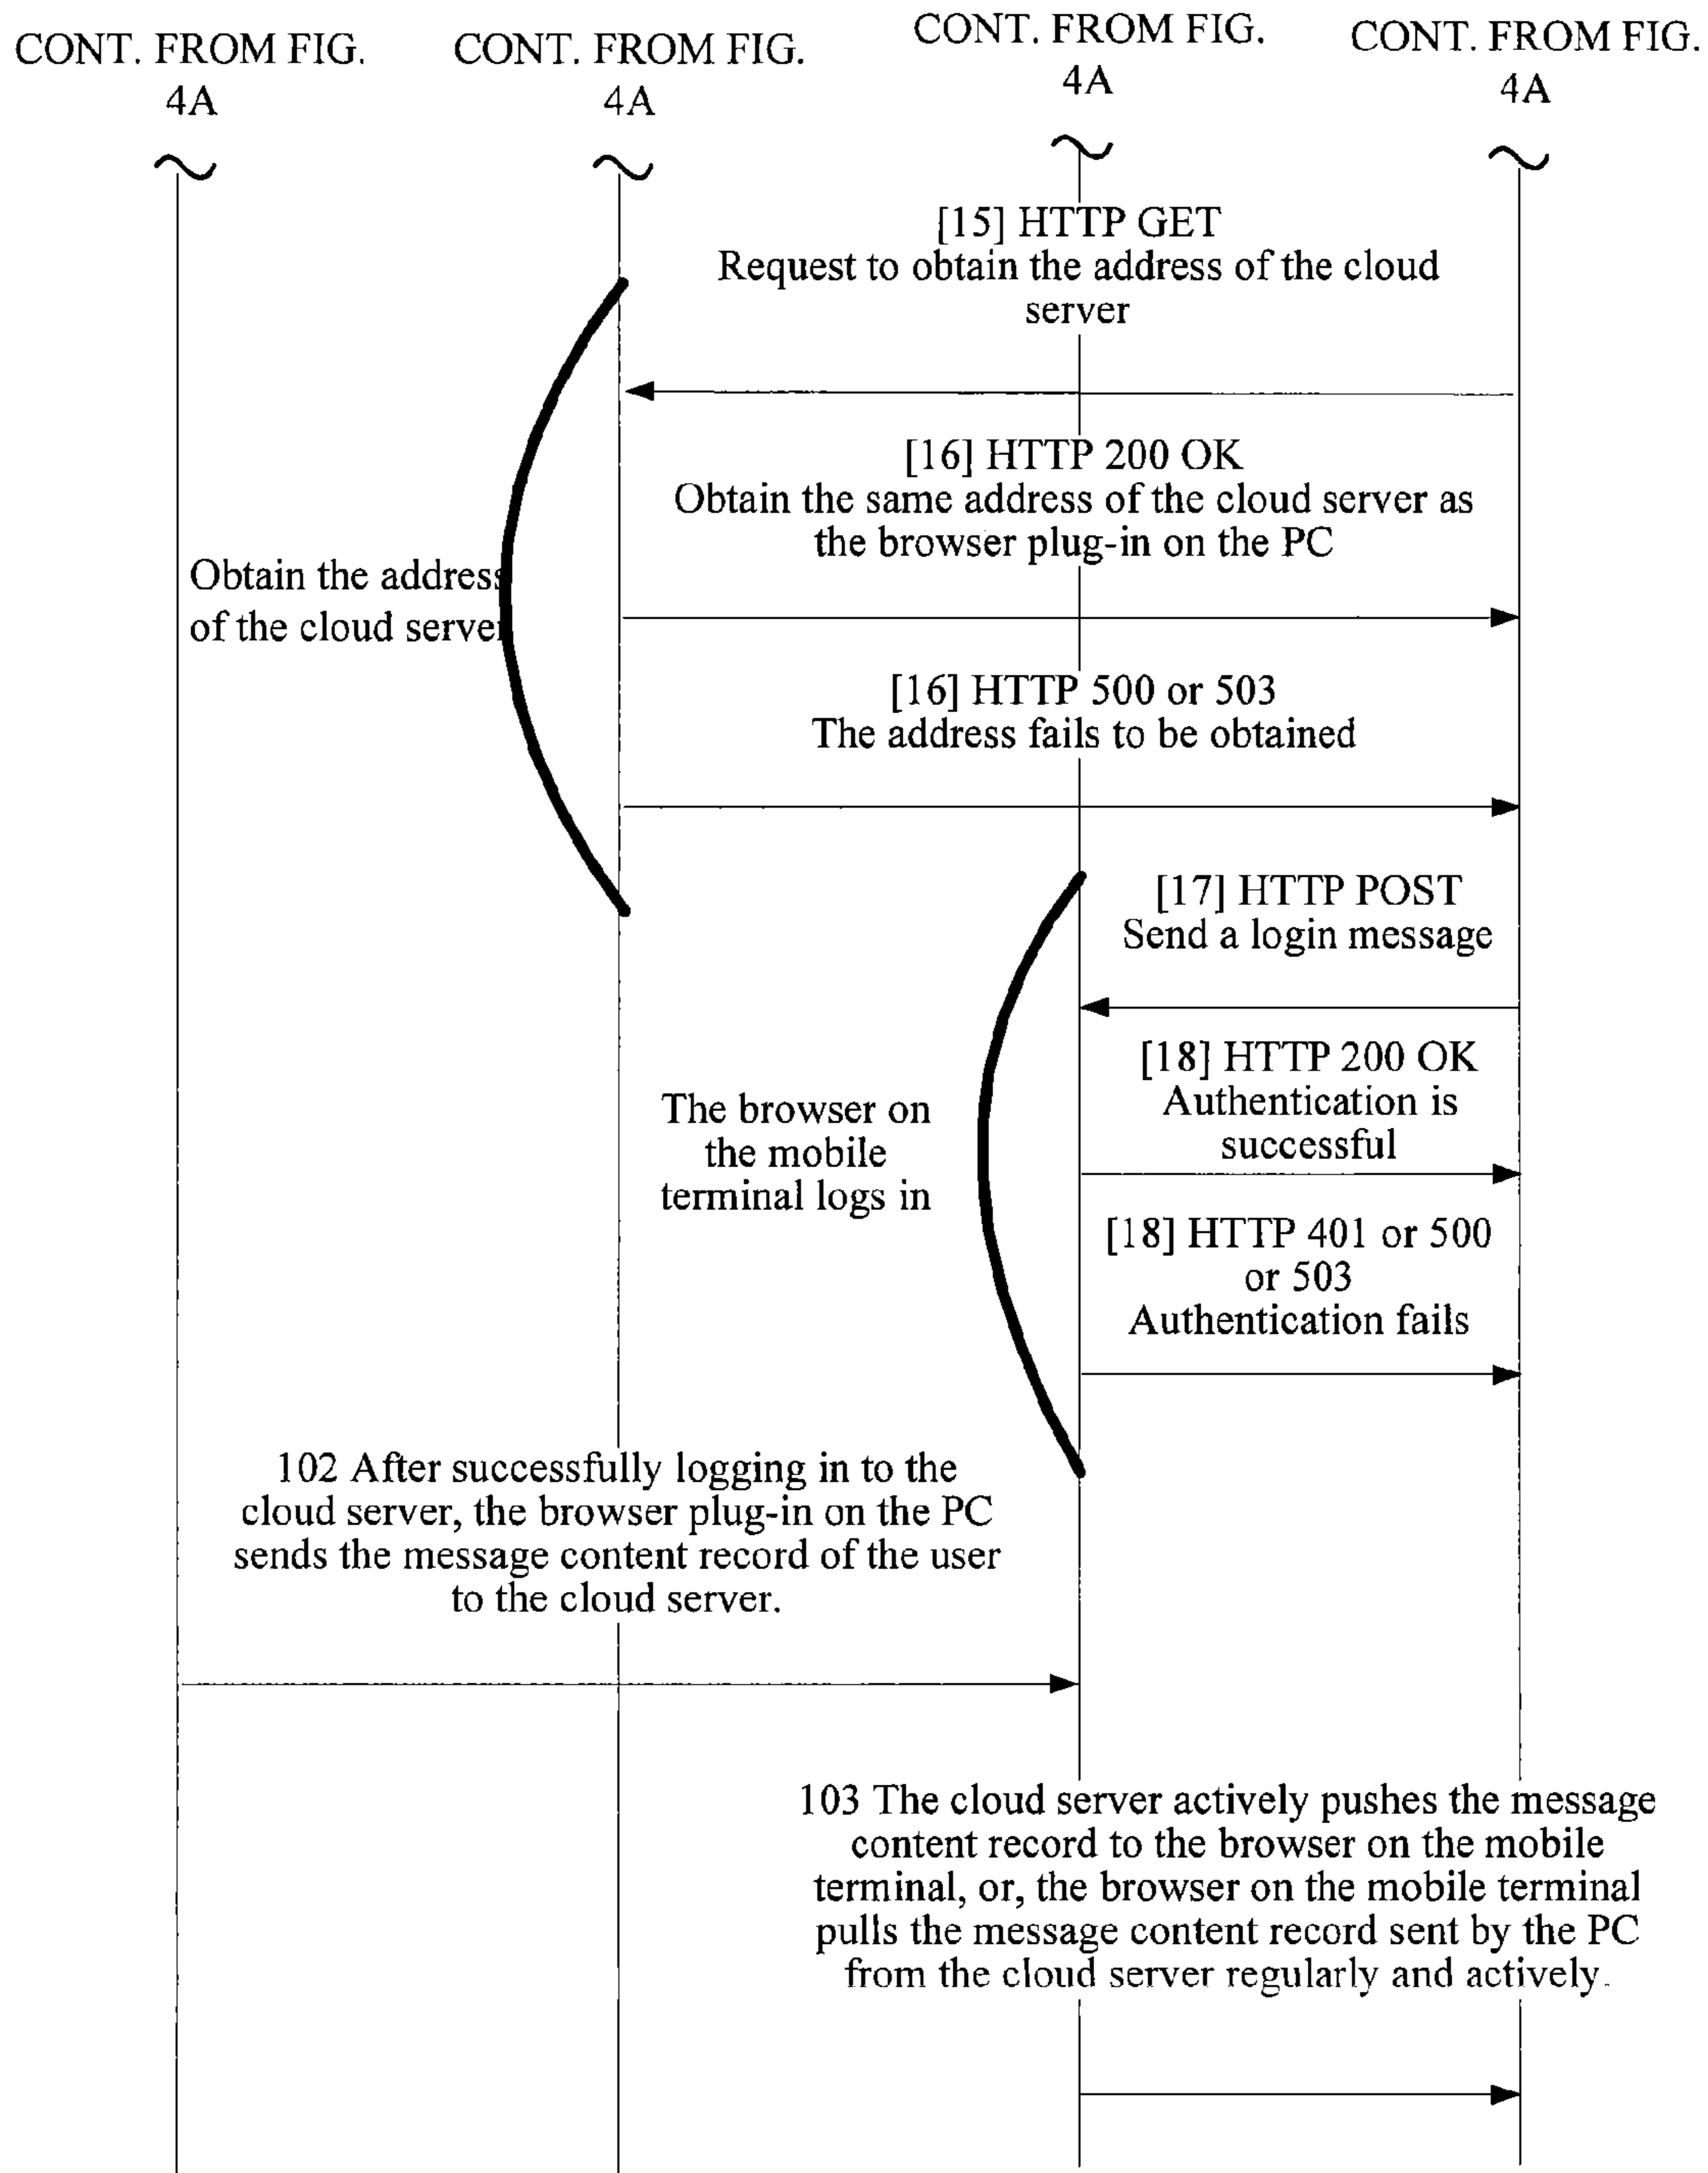 CONT. FROM FIG.
4A
CONT. FROM FIG.
4A
CONT. FROM FIG.
4A
CONT. FROM FIG.
4A
[15] HTTP GET
Request to obtain the address of the cloud
server
[16] HTTP 200 OK
Obtain the same address of the cloud server as
the browser plug-in on the PC
Obtain the address
of the cloud server
[16] HTTP 500 or 503
The address fails to be obtained
[17] HTTP POST
Send a login message
[18] HTTP 200 OK
Authentication is
successful
The browser on
the mobile
terminal logs in
[18] HTTP 401 or 500
or 503
Authentication fails
102 After successfully logging in to the
cloud server, the browser plug-in on the PC
sends the message content record of the user
to the cloud server.
103 The cloud server actively pushes the message
content record to the browser on the mobile
terminal, or, the browser on the mobile terminal
pulls the message content record sent by the PC
from the cloud server regularly and actively.